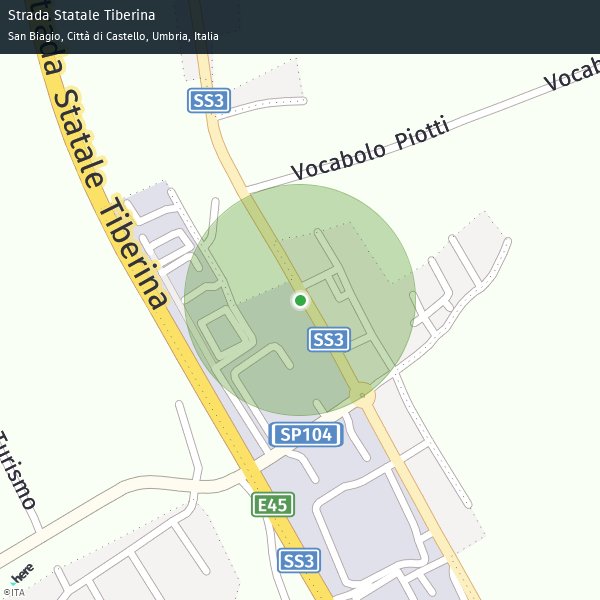 Strada Statale Tiberina
San Biagio, Città di Castello, Umbria, Italia
Vocab
SS3
Vocabolo Piotti
rada Statale Tiberina
SS3
SP104
Turismo
E45
SS3
here
©ITA